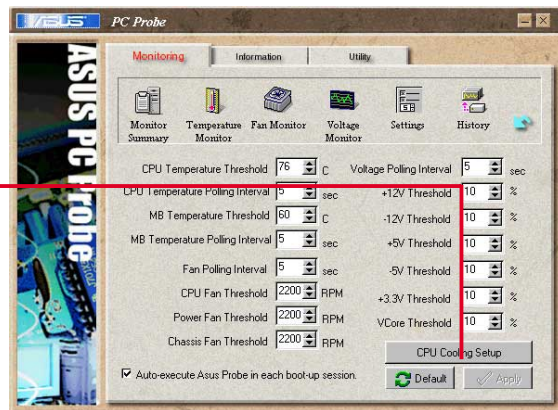 ASUS PC Probe
ASUS PC Probe
Monitoring Information Utility
Monitor Summary
Temperature Monitor
Fan Monitor
Voltage Monitor
Settings
History
CPU Temperature Threshold 76 C
Voltage Polling Interval 5 sec
CPU Temperature Polling Interval 5 sec
+12V Threshold 10 %
MB Temperature Threshold 60 C
-12V Threshold 10 %
MB Temperature Polling Interval 5 sec
+5V Threshold 10 %
Fan Polling Interval 5 sec
-5V Threshold 10 %
CPU Fan Threshold 2200 RPM
+3.3V Threshold 10 %
Power Fan Threshold 2200 RPM
VCore Threshold 10 %
Chassis Fan Threshold 2200 RPM
CPU Cooling Setup
Auto-execute Asus Probe in each boot-up session.
Default
Apply